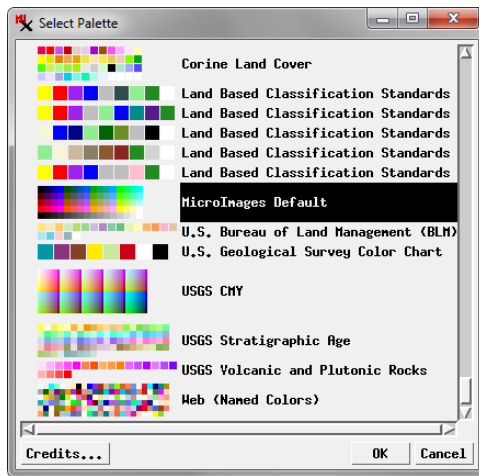 Select Palette
Corine Land Cover
Land Based Classification Standards
Land Based Classification Standards
Land Based Classification Standards
Land Based Classification Standards
Land Based Classification Standards
MicroImages Default
U.S. Bureau of Land Management (BLM)
U.S. Geological Survey Color Chart
USGS CMY
USGS Stratigraphic Age
USGS Volcanic and Plutonic Rocks
Web (Named Colors)
Credits... OK Cancel